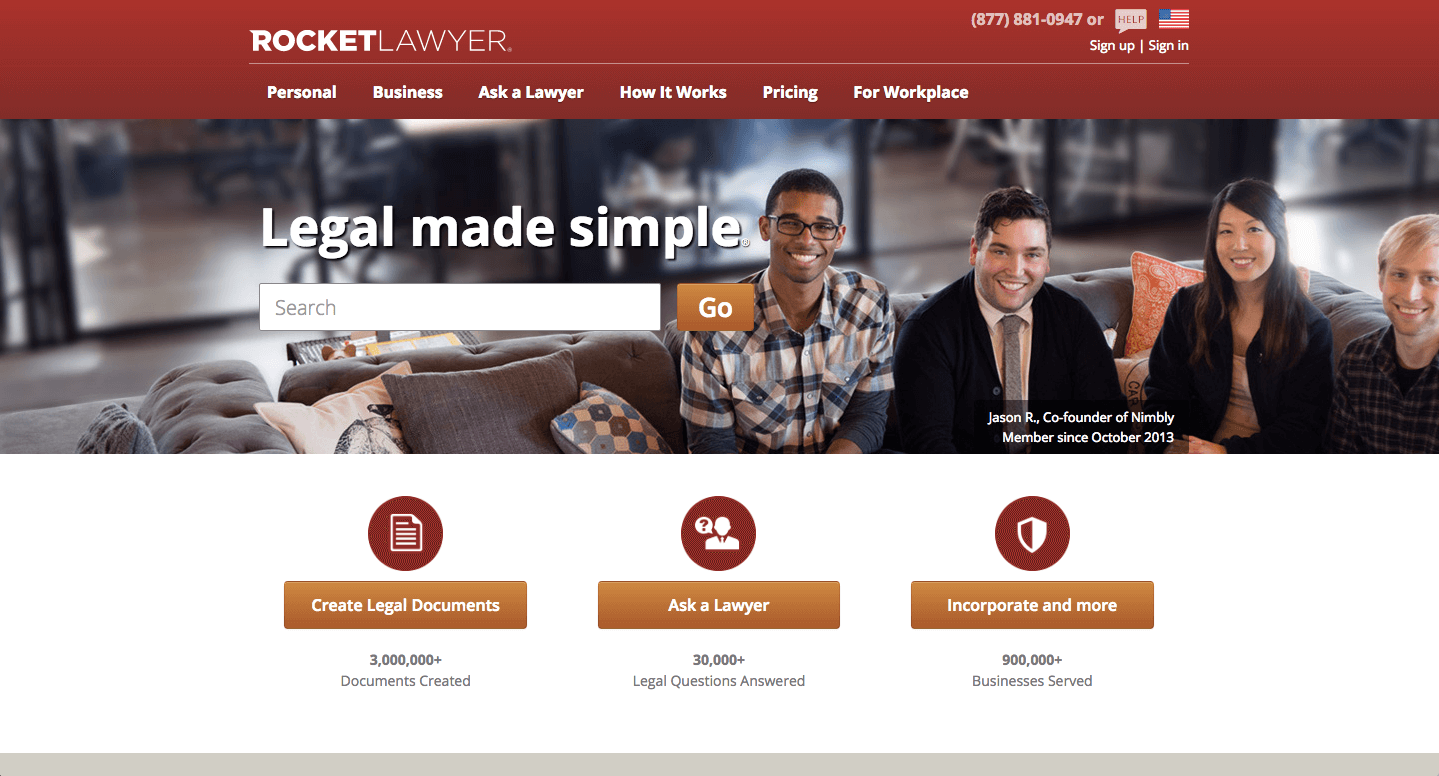 (877) 881-0947 or HELP
ROCKETLAWYER®
Sign up | Sign in
Personal Business Ask a Lawyer How It Works Pricing For Workplace
Legal made simple®
Search Go
Jason R., Co-founder of Nimbly
Member since October 2013
?
Create Legal Documents Ask a Lawyer Incorporate and more
3,000,000+ 30,000+ 900,000+
Documents Created Legal Questions Answered Businesses Served